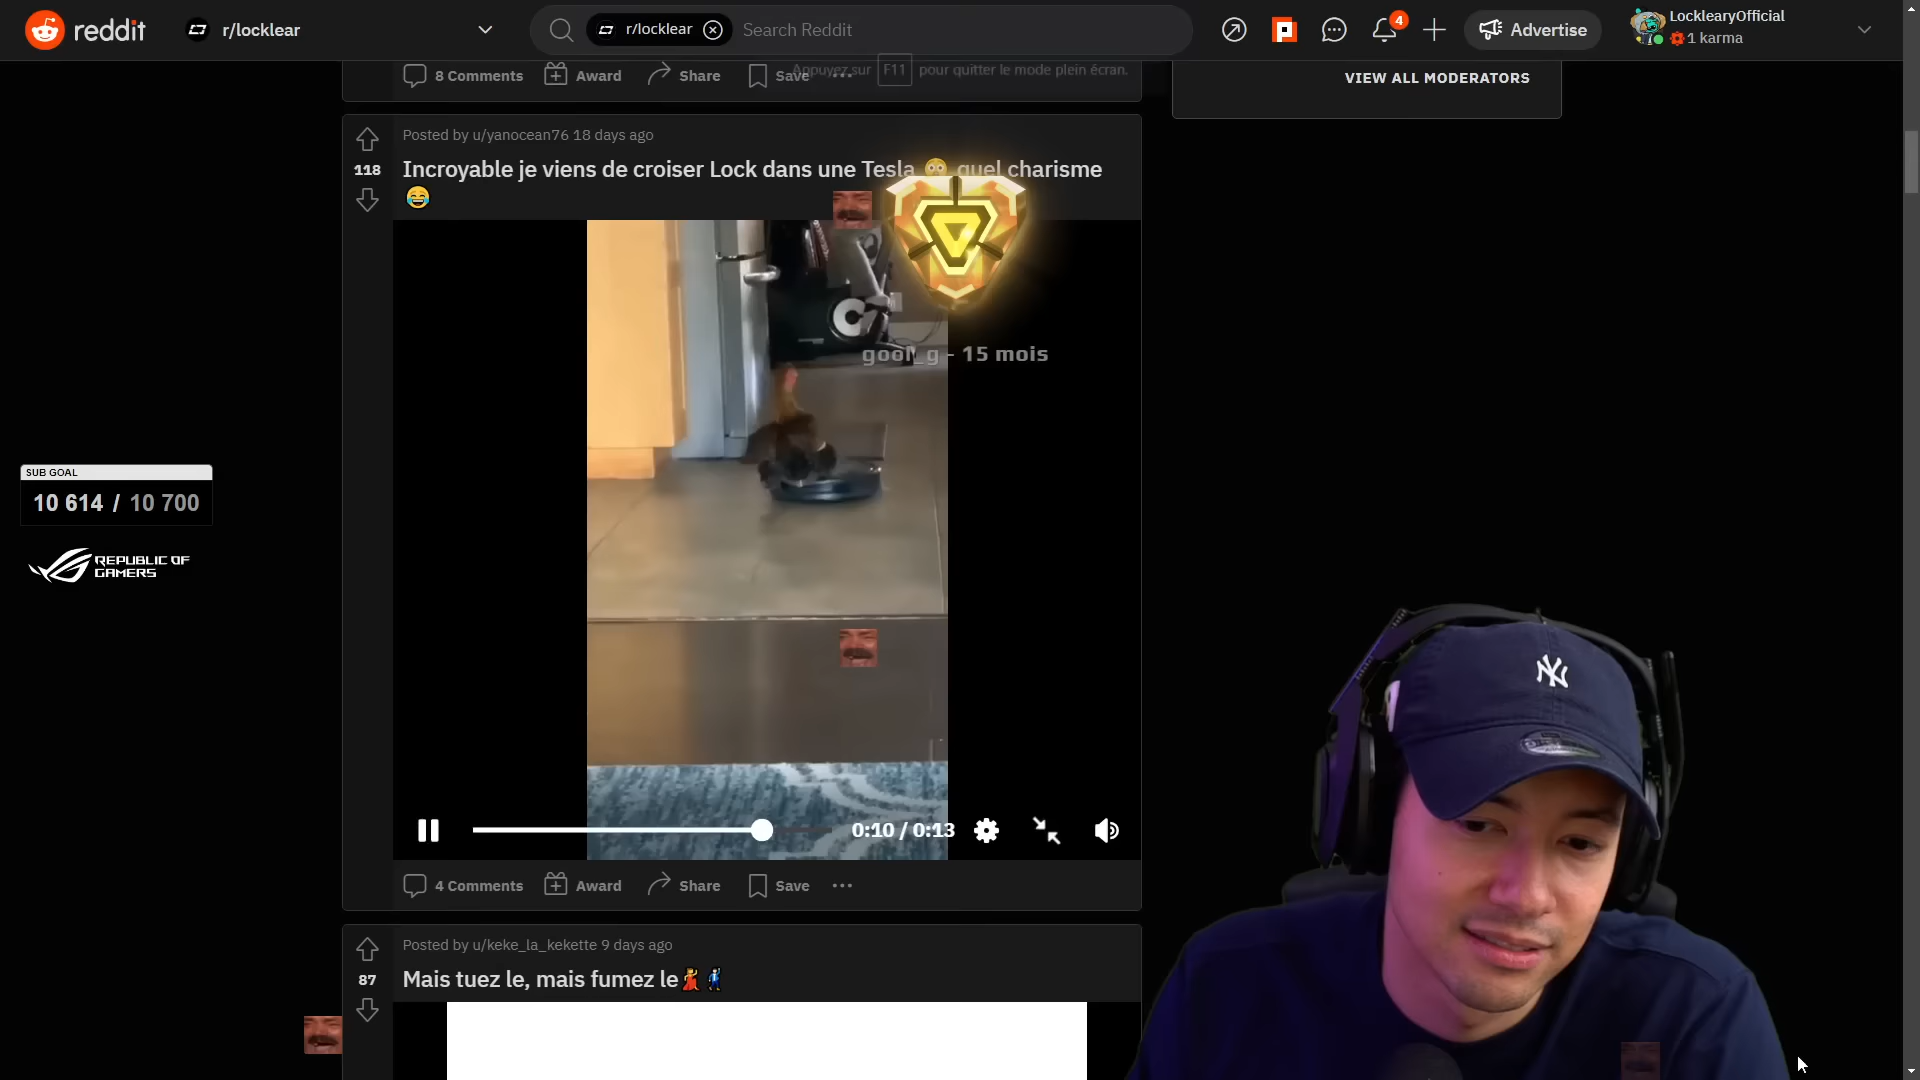 reddit
r/locklear
r/locklear
Search Reddit
4
Advertise
LocklearyOfficial
1 karma
8 Comments
Award
Share
Save
Appuyez sur F11 pour quitter le mode plein écran.
VIEW ALL MODERATORS
Posted by u/yanocean76 18 days ago
118
Incroyable je viens de croiser Lock dans une Tesla 😳 quel charisme
😂
- 15 mois
SUB GOAL
10 614 / 10 700
REPUBLIC OF
GAMERS
NY
0:10 / 0:13
4 Comments
Award
Share
Save
Posted by u/keke_la_kekette 9 days ago
87
Mais tuez le, mais fumez le💃🕴